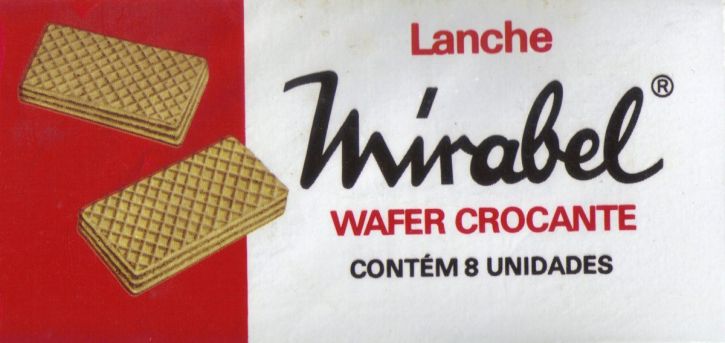 Lanche
Mirabel®
WAFER CROCANTE
CONTÉM 8 UNIDADES